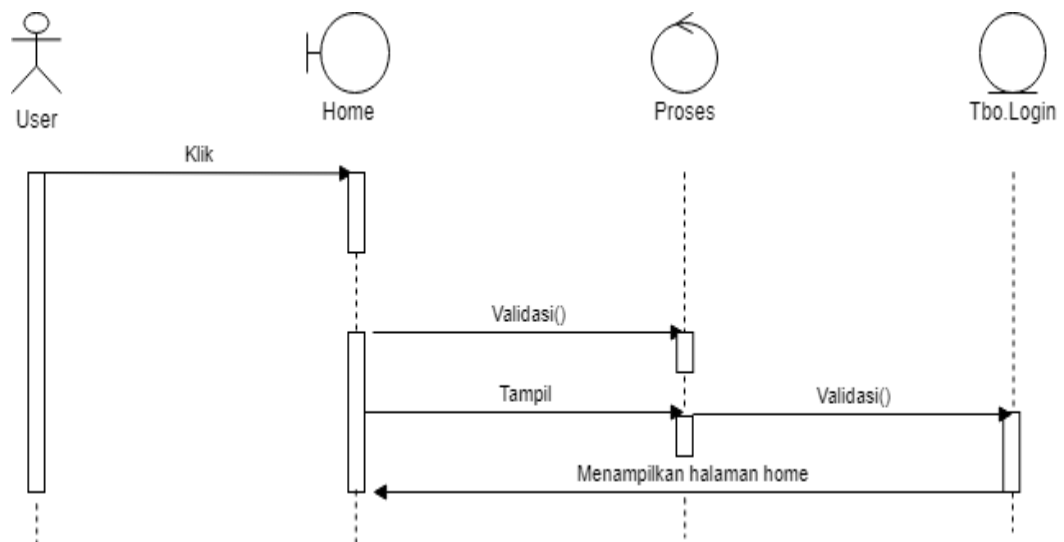 User
Home
Proses
Tbo.Login
Klik
Validasi()
Tampil
Validasi()
Menampilkan halaman home